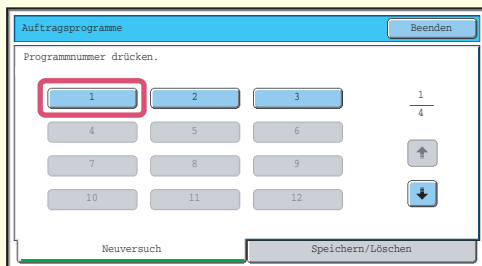 Auftragsprogramme Beenden
Programmnummer drücken.
1 2 3 1
4
4 5 6
7 8 9
10 11 12
Neuversuch Speichern/Löschen